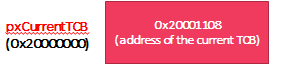 pxCurrentTCB
(0x20000000)
0x20001108
(address of the current TCB)